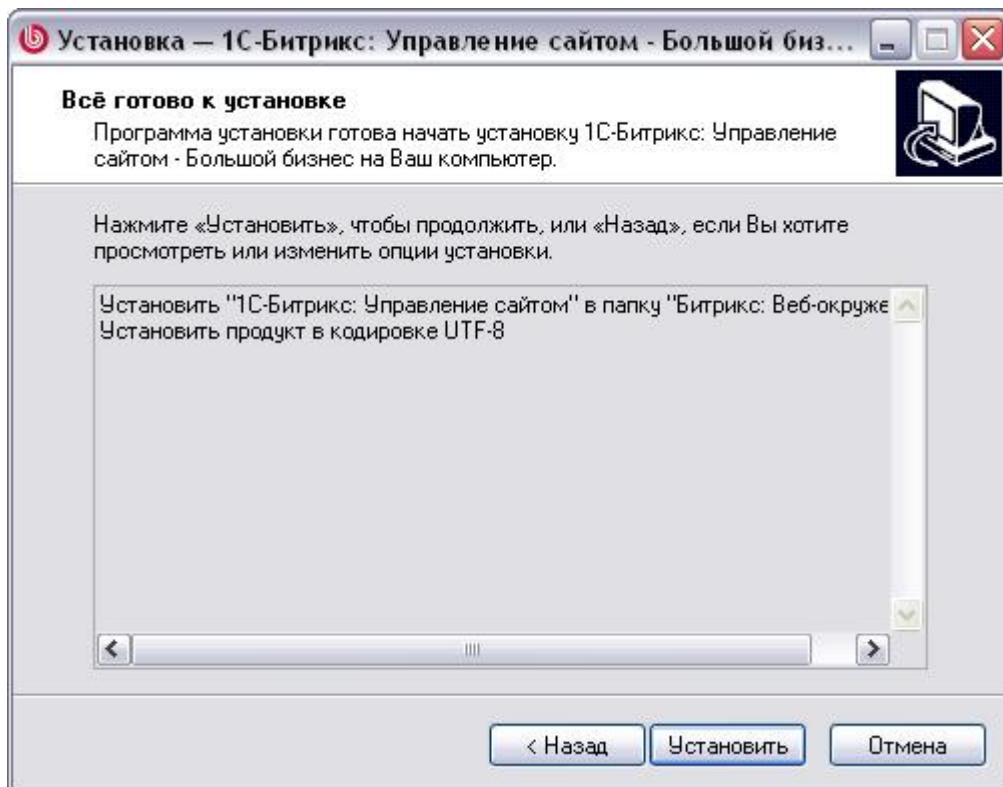 Установка — 1С-Битрикс: Управление сайтом - Большой биз...
Всё готово к установке
Программа установки готова начать установку 1С-Битрикс: Управление
сайтом - Большой бизнес на Ваш компьютер.
Нажмите «Установить», чтобы продолжить, или «Назад», если Вы хотите
просмотреть или изменить опции установки.
Установить "1С-Битрикс: Управление сайтом" в папку "Битрикс: Веб-окруже
Установить продукт в кодировке UTF-8
< Назад
Установить
Отмена